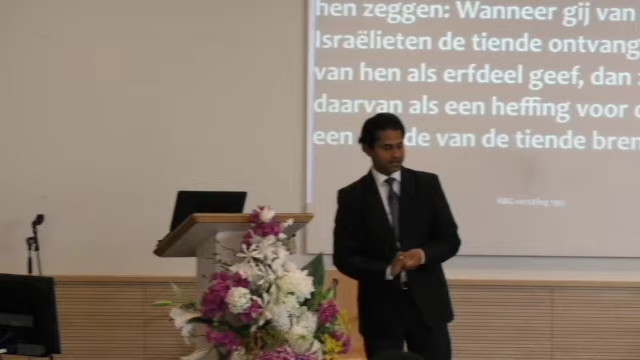 hen zeggen: Wanneer gij van
Israëlieten de tiende ontvang
van hen als erfdeel geef, dan
daarvan als een heffing voor
een de van de tiende bren